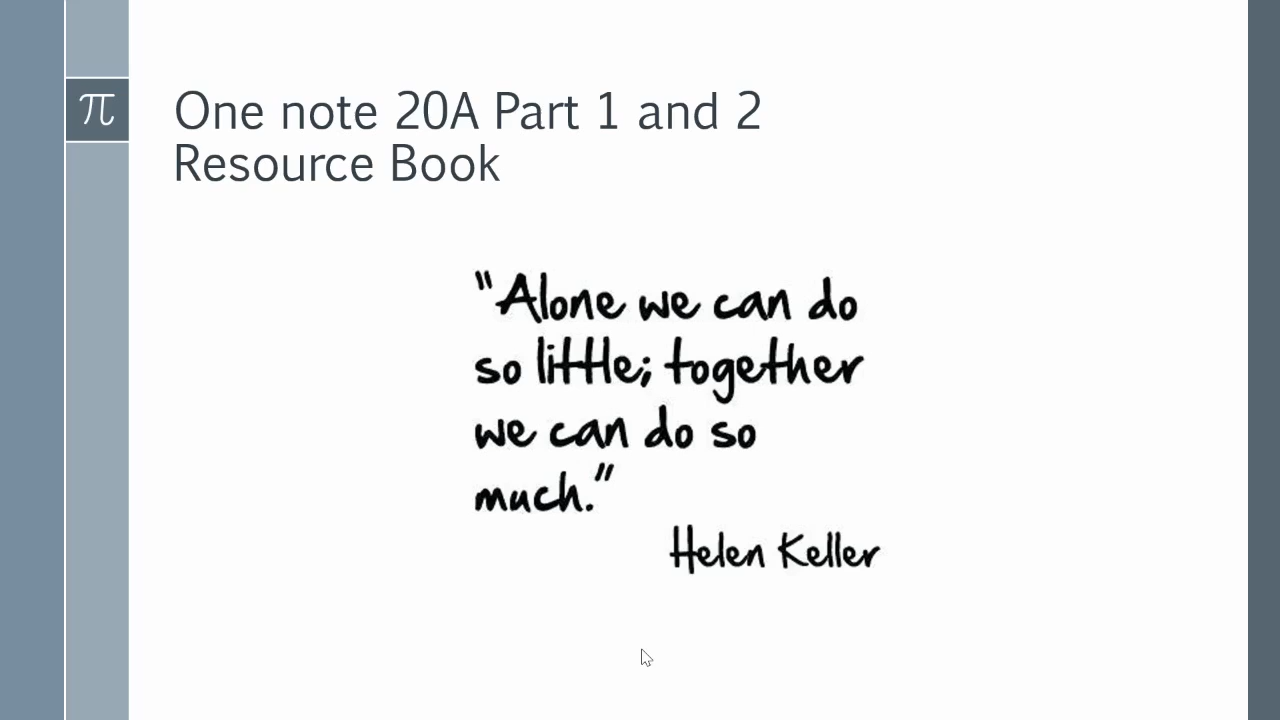 π
One note 20A Part 1 and 2
Resource Book
"Alone we can do
so little; together
we can do so
much."
Helen Keller